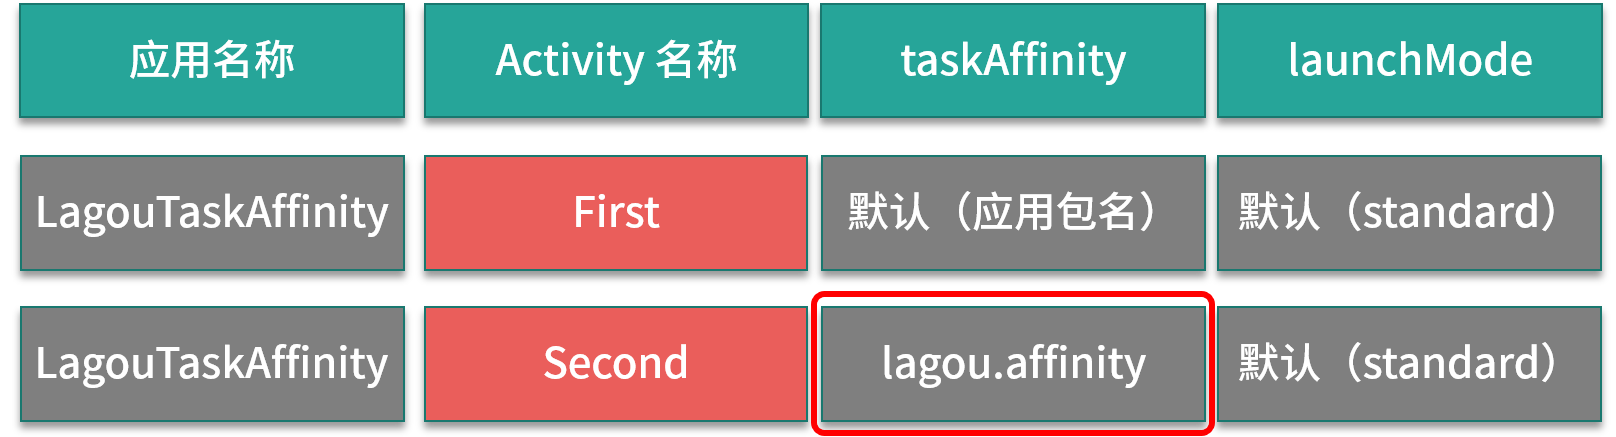 应用名称 Activity 名称 taskAffinity launchMode
LagouTaskAffinity First 默认（应用包名） 默认（standard）
LagouTaskAffinity Second lagou.affinity 默认（standard）